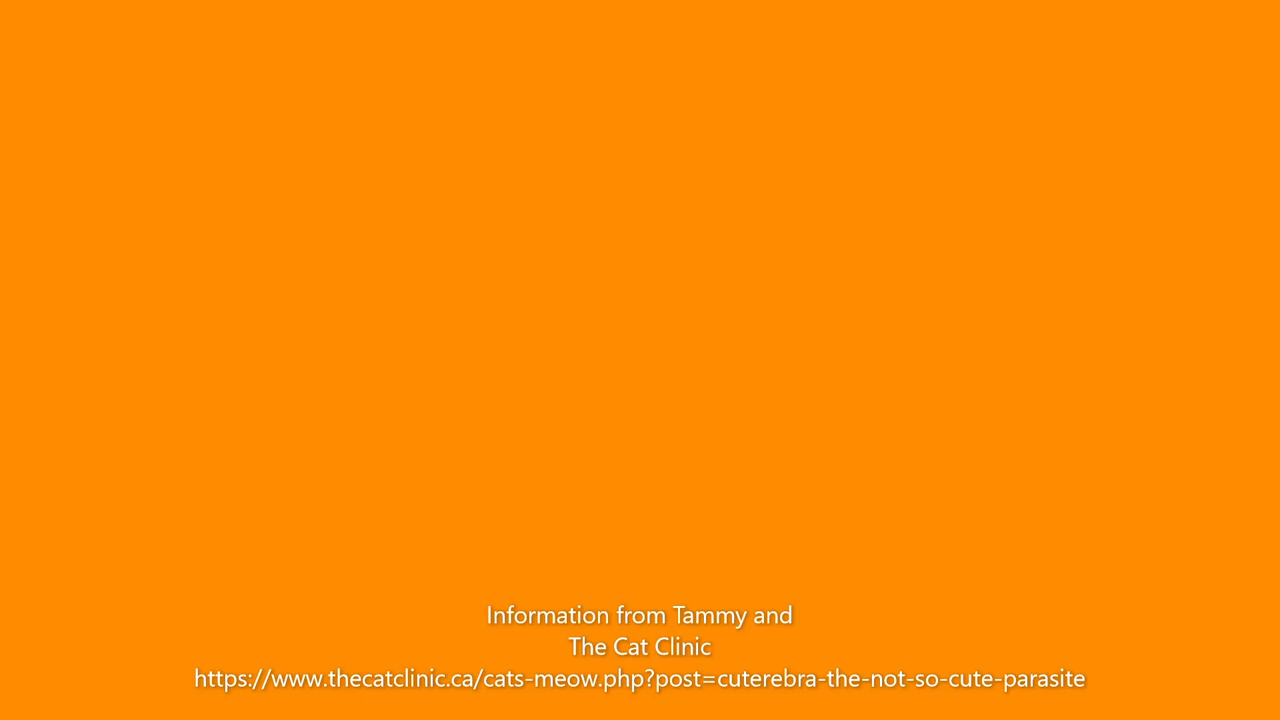 Information from Tammy and
The Cat Clinic
https://www.thecatclinic.ca/cats-meow.php?post=cuterebra-the-not-so-cute-parasite